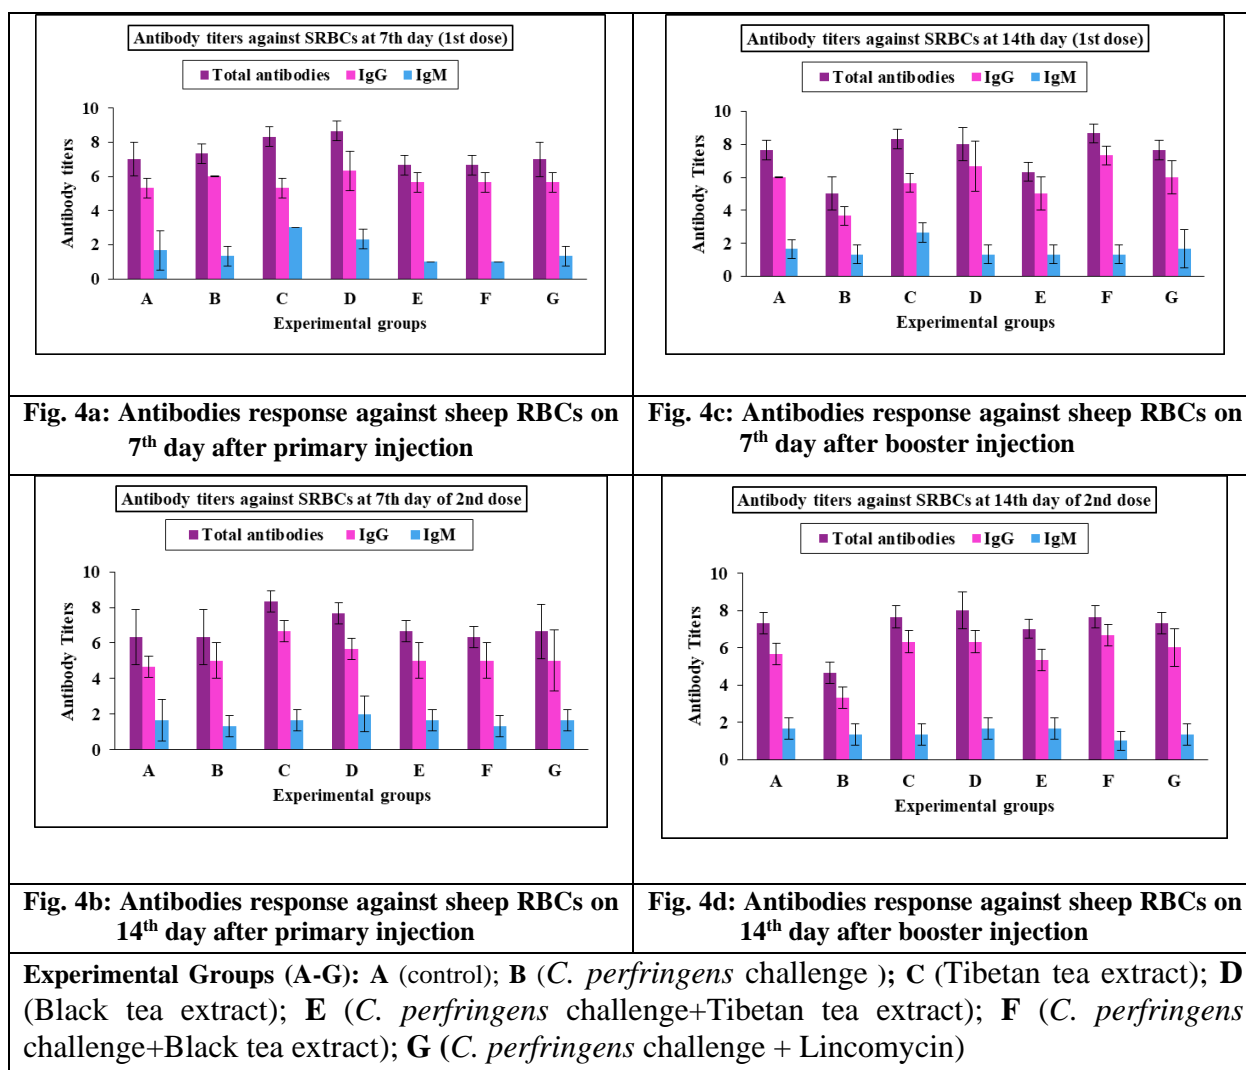 Antibody titers against SRBCs at 7th day (1st dose)
Total antibodies IgG IgM
10
8
6
4
2
0
Antibody titers
A B C D E F G
Experimental groups
Fig. 4a: Antibodies response against sheep RBCs on
7th day after primary injection
Antibody titers against SRBCs at 14th day (1st dose)
Total antibodies IgG IgM
10
8
6
4
2
0
Antibody Titers
A B C D E F G
Experimental groups
Fig. 4c: Antibodies response against sheep RBCs on
7th day after booster injection
Antibody titers against SRBCs at 7th day of 2nd dose
Total antibodies IgG IgM
10
8
6
4
2
0
Antibody Titers
A B C D E F G
Experimental groups
Fig. 4b: Antibodies response against sheep RBCs on
14th day after primary injection
Antibody titers against SRBCs at 14th day of 2nd dose
Total antibodies IgG IgM
10
8
6
4
2
0
Antibody Titers
A B C D E F G
Experimental groups
Fig. 4d: Antibodies response against sheep RBCs on
14th day after booster injection
Experimental Groups (A-G): A (control); B (C. perfringens challenge ); C (Tibetan tea extract); D
(Black tea extract); E (C. perfringens challenge+Tibetan tea extract); F (C. perfringens
challenge+Black tea extract); G (C. perfringens challenge + Lincomycin)